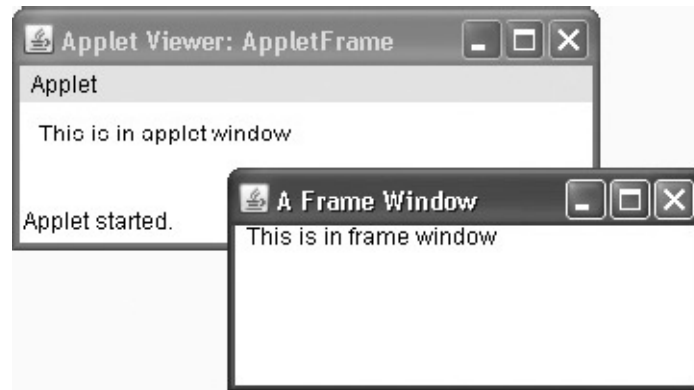 Applet Viewer: AppletFrame
Applet
This is in applet window
Applet started.
A Frame Window
This is in frame window